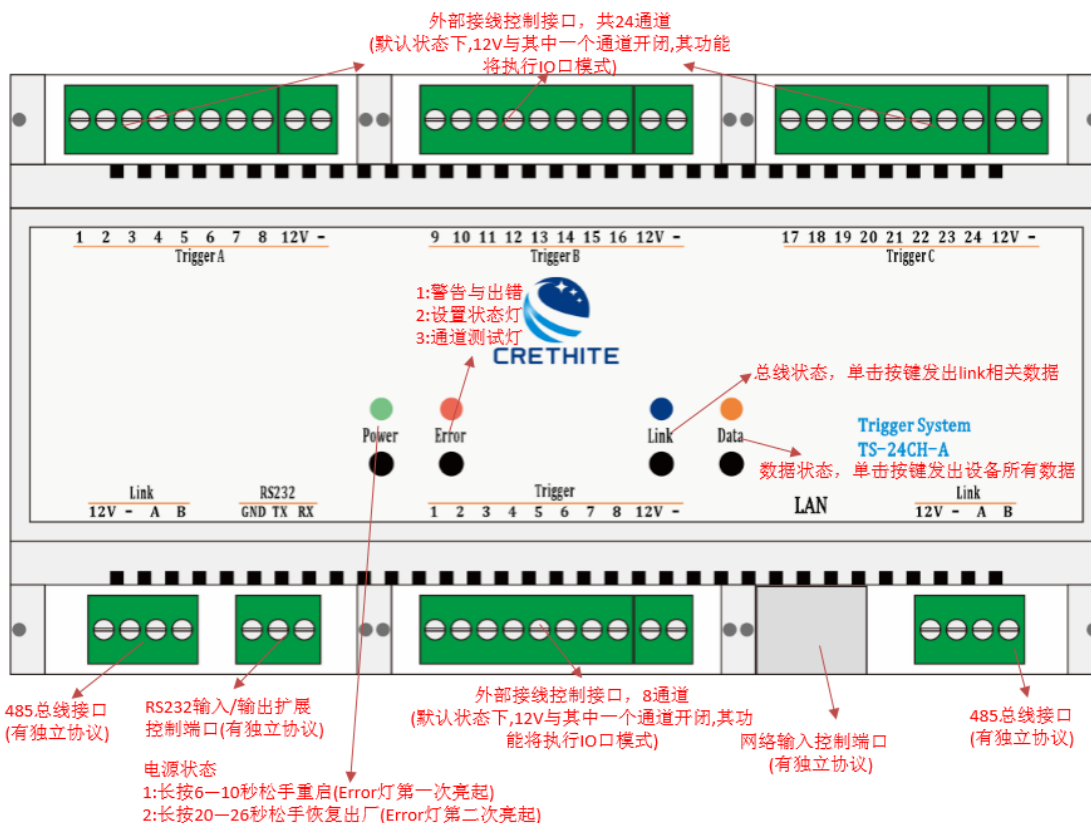 外部接线控制接口，共24通道
(默认状态下,12V与其中一个通道开闭,其功能
将执行IO口模式)
1 2 3 4 5 6 7 8 12V -
Trigger A
9 10 11 12 13 14 15 16 12V -
Trigger B
17 18 19 20 21 22 23 24 12V -
Trigger C
1:警告与出错
2:设置状态灯
3:通道测试灯
CRETHITE
总线状态，单击按键发出link相关数据
Power
Error
Link
Data
Trigger System
TS-24CH-A
数据状态，单击按键发出设备所有数据
Link
12V - A B
RS232
GND TX RX
Trigger
1 2 3 4 5 6 7 8 12V -
LAN
Link
12V - A B
485总线接口
(有独立协议)
RS232输入/输出扩展
控制端口(有独立协议)
外部接线控制接口，8通道
(默认状态下,12V与其中一个通道开闭,其功
能将执行IO口模式)
网络输入控制端口
(有独立协议)
485总线接口
(有独立协议)
电源状态
1:长按6—10秒松手重启(Error灯第一次亮起)
2:长按20—26秒松手恢复出厂(Error灯第二次亮起)